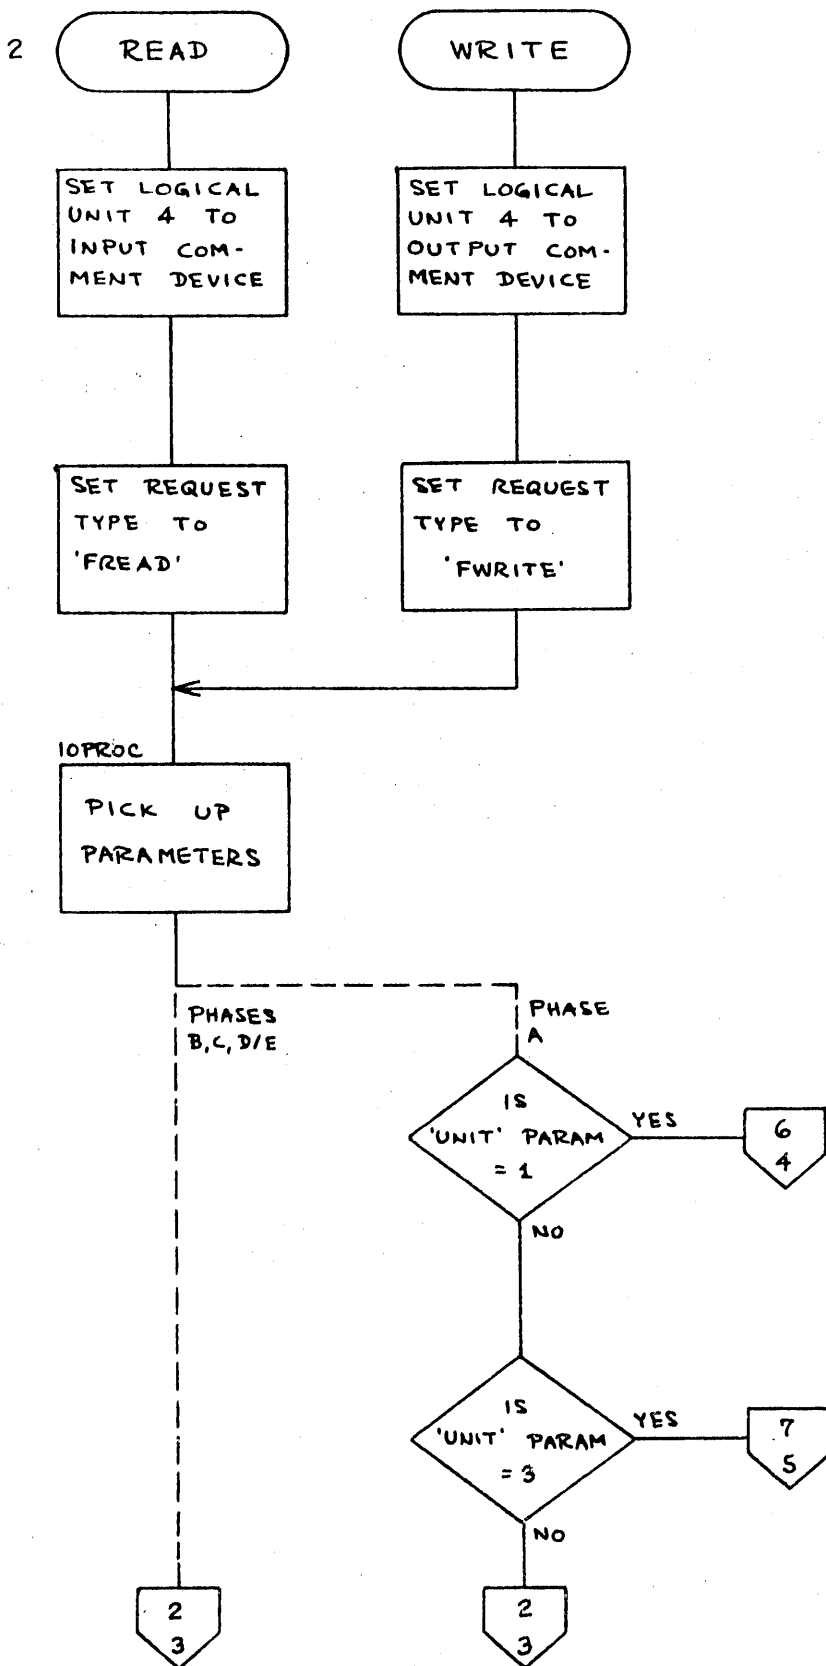 2
READ
WRITE
SET LOGICAL
UNIT 4 TO
INPUT COM-
MENT DEVICE
SET LOGICAL
UNIT 4 TO
OUTPUT COM-
MENT DEVICE
SET REQUEST
TYPE TO
'FREAD'
SET REQUEST
TYPE TO
'FWRITE'
IOPROC
PICK UP
PARAMETERS
PHASES
B,C,D/E
PHASE
A
IS
'UNIT' PARAM
= 1
YES
6
4
NO
IS
'UNIT' PARAM
= 3
YES
7
5
NO
2
3
2
3